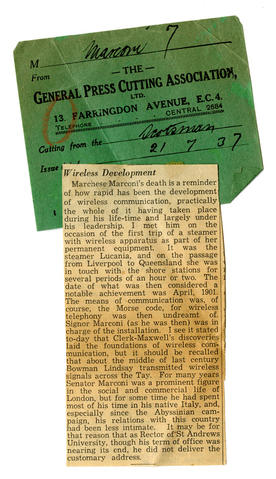 M Marconi 7
From
— THE —
GENERAL PRESS CUTTING ASSOCIATION,
LTD.
13, FARRINGDON AVENUE, E.C.4.
TELEPHONE CENTRAL 2684
Cutting from the Scotsman
Issue 21 7 37
Wireless Development
Marchese Marconi's death is a reminder
of how rapid has been the development
of wireless communication, practically
the whole of it having taken place
during his life-time and largely under
his leadership. I met him on the
occasion of the first trip of a steamer
with wireless apparatus as part of her
permanent equipment. It was the
steamer Lucania, and on the passage
from Liverpool to Queensland she was
in touch with the shore stations for
several periods of an hour or two. The
date of what was then considered a
notable achievement was April, 1901.
The means of communication was, of
course, the Morse code, for wireless
telephony was then undreamt of.
Signor Marconi (as he was then) was in
charge of the installation. I see it stated
to-day that Clerk-Maxwell's discoveries
laid the foundations of wireless com-
munication, but it should be recalled
that about the middle of last century
Bowman Lindsay transmitted wireless
signals across the Tay. For many years
Senator Marconi was a prominent figure
in the social and commercial life of
London, but for some time he had spent
most of his time in his native Italy, and,
especially since the Abyssinian cam-
paign, his relations with this country
had been less intimate. It may be for
that reason that as Rector of St Andrews
University, though his term of office was
nearing its end, he did not deliver the
customary address.